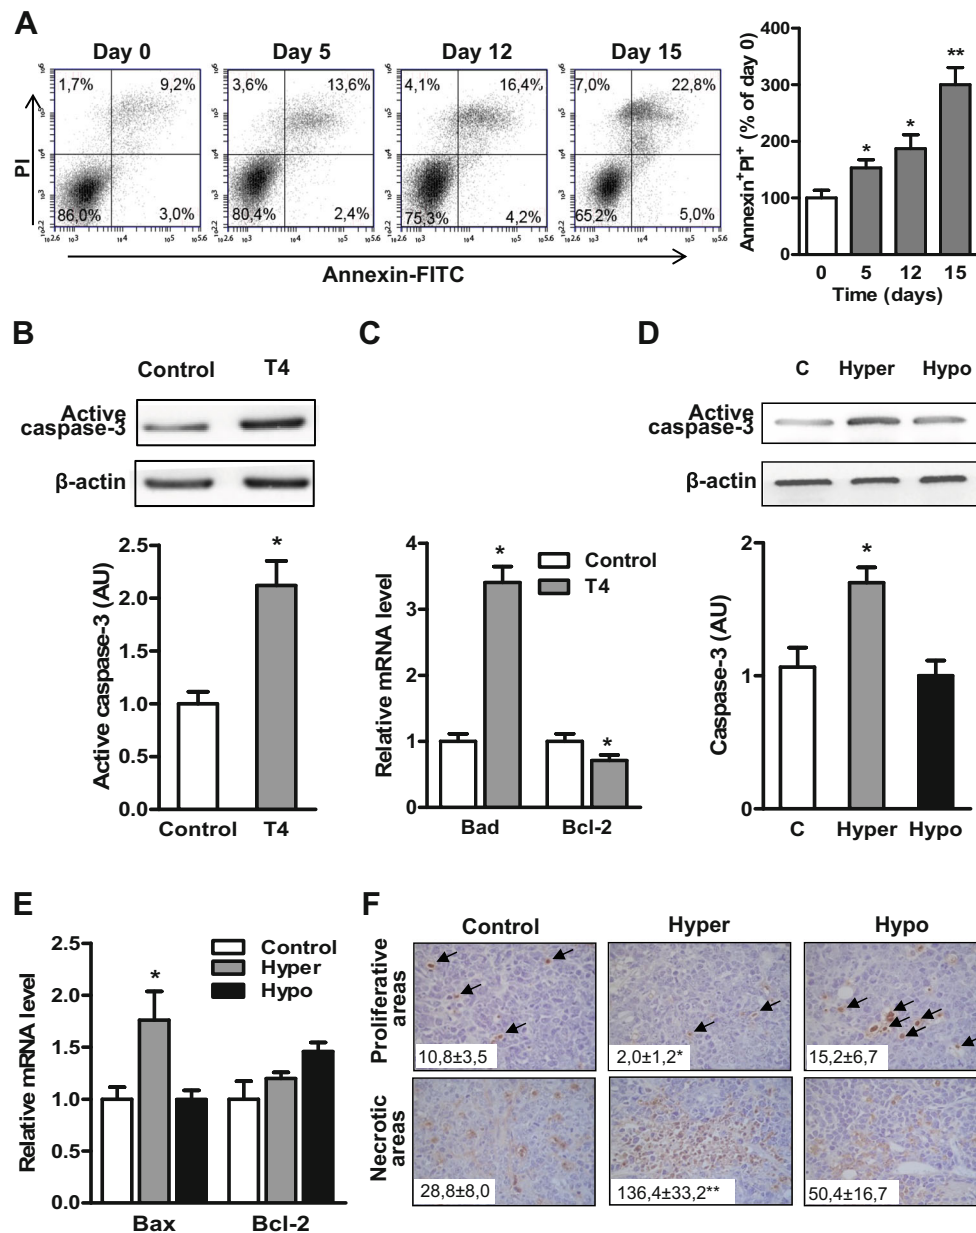 A
Day 0
Day 5
Day 12
Day 15
1,7%
9,2%
86,0%
3,0%
3,6%
13,6%
80,4%
2,4%
4,1%
16,4%
75,3%
4,2%
7,0%
22,8%
65,2%
5,0%
PI
Annexin-FITC
Annexin⁺PI⁺ (% of day 0)
400
300
200
100
0
*
*
**
0 5 12 15
Time (days)
B
Control T4
Active
caspase-3
β-actin
Active caspase-3 (AU)
2.5
2.0
1.5
1.0
0.5
0.0
*
Control T4
C
Relative mRNA level
4
3
2
1
0
*
*
Control
T4
Bad Bcl-2
D
C Hyper Hypo
Active
caspase-3
β-actin
Caspase-3 (AU)
2
1
0
*
C Hyper Hypo
E
Relative mRNA level
2.5
2.0
1.5
1.0
0.5
0.0
*
Control
Hyper
Hypo
Bax Bcl-2
F
Control Hyper Hypo
Proliferative
areas
10,8±3,5
2,0±1,2*
15,2±6,7
Necrotic
areas
28,8±8,0
136,4±33,2**
50,4±16,7